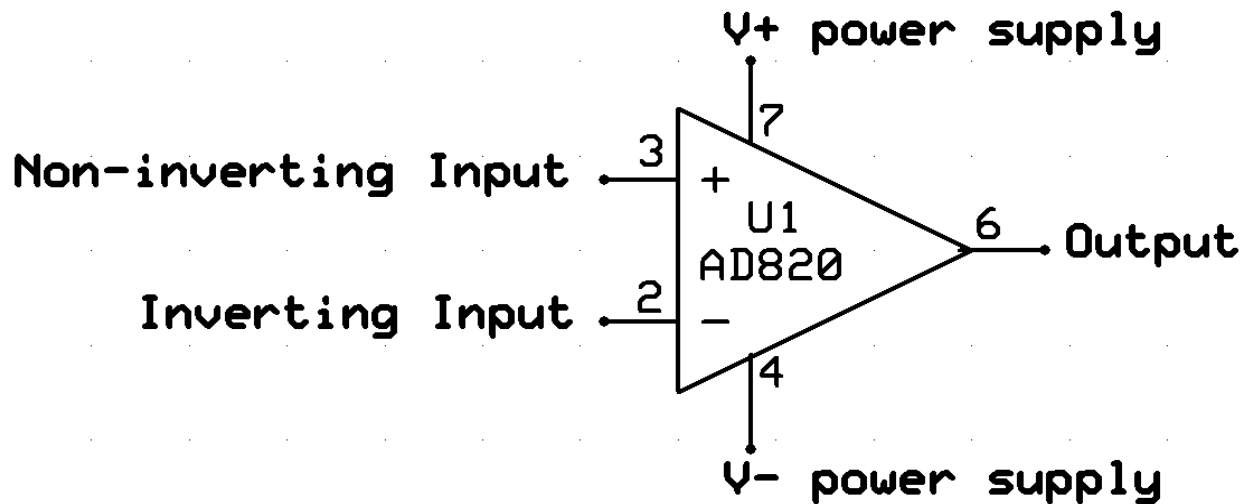 V+ power supply
7
3
Non-inverting Input
+
U1
6
Output
AD820
2
Inverting Input
-
4
V- power supply